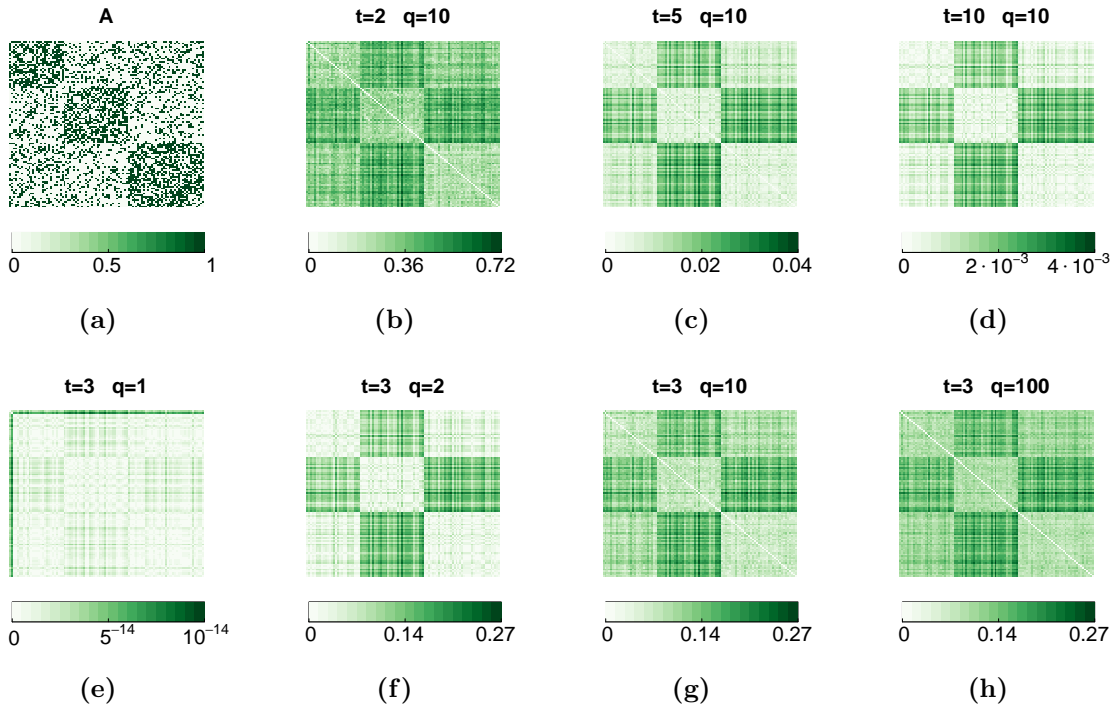 A t=2 q=10 t=5 q=10 t=10 q=10
0 0.5 1 0 0.36 0.72 0 0.02 0.04 0 2 · 10⁻³ 4 · 10⁻³
(a) (b) (c) (d)
t=3 q=1 t=3 q=2 t=3 q=10 t=3 q=100
0 5⁻¹⁴ 10⁻¹⁴ 0 0.14 0.27 0 0.14 0.27 0 0.14 0.27
(e) (f) (g) (h)